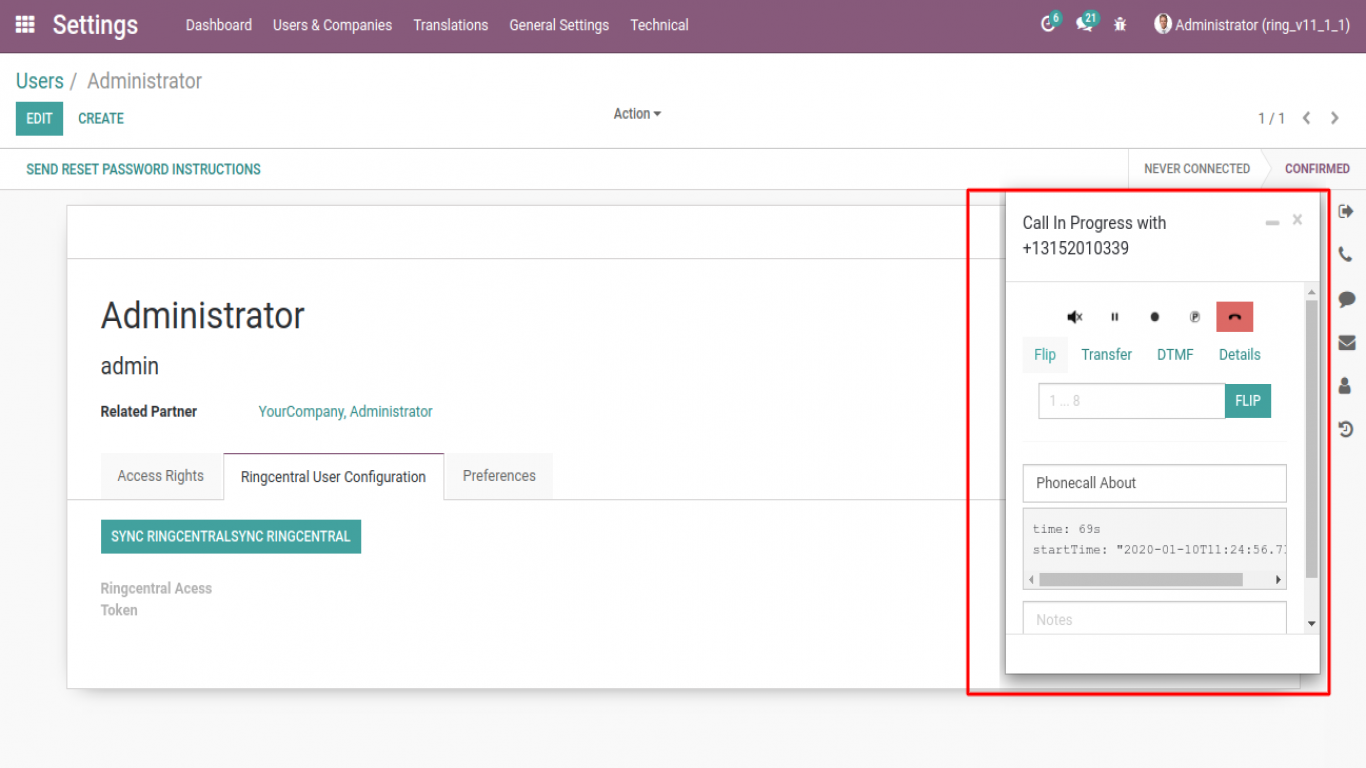 Settings
Dashboard Users & Companies Translations General Settings Technical
6 21 Administrator (ring_v11_1_1)
Users / Administrator
EDIT CREATE
Action
1 / 1
SEND RESET PASSWORD INSTRUCTIONS
NEVER CONNECTED CONFIRMED
Administrator
admin
Related Partner YourCompany, Administrator
Access Rights Ringcentral User Configuration Preferences
SYNC RINGCENTRALSYNC RINGCENTRAL
Ringcentral Acess
Token
Call In Progress with
+13152010339
Flip Transfer DTMF Details
1 ... 8 FLIP
Phonecall About
time: 69s
startTime: "2020-01-10T11:24:56.7
Notes